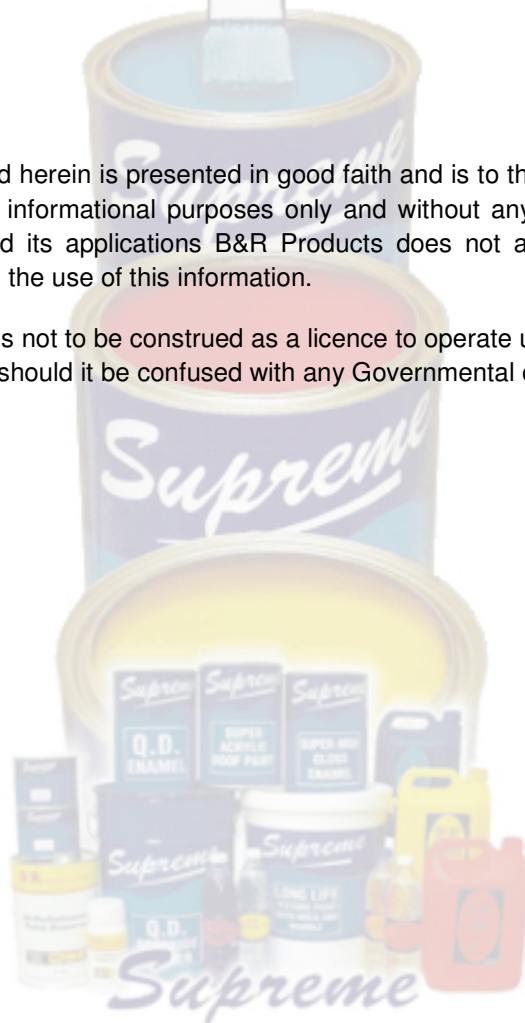 Supreme
d herein is presented in good faith and is to th
informational purposes only and without any
d its applications B&R Products does not a
the use of this information.
s not to be construed as a licence to operate u
should it be confused with any Governmental
Supreme
Supreme
Supreme
Supreme
Q.D.
ENAMEL
SUPER
ACRYLIC
ROOF PAINT
SUPER HIGH
GLOSS
ENAMEL
Supreme
Supreme
LONG LIFE
Q.D.
Supreme